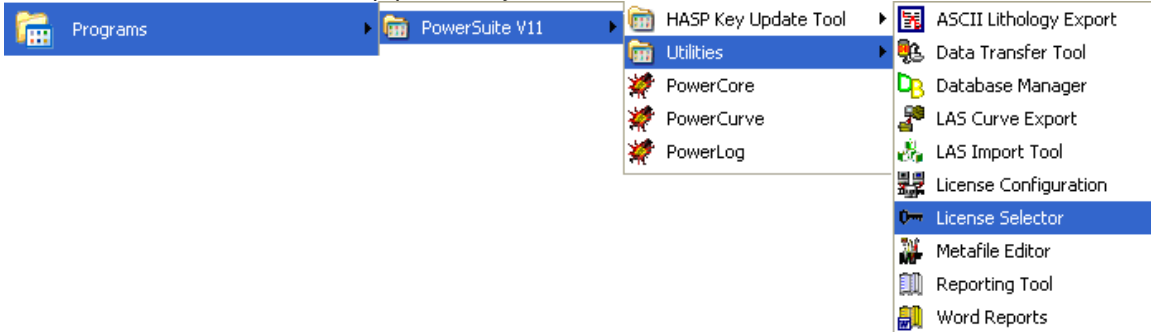 Programs
PowerSuite V11
HASP Key Update Tool
Utilities
PowerCore
PowerCurve
PowerLog
ASCII Lithology Export
Data Transfer Tool
Database Manager
LAS Curve Export
LAS Import Tool
License Configuration
License Selector
Metafile Editor
Reporting Tool
Word Reports